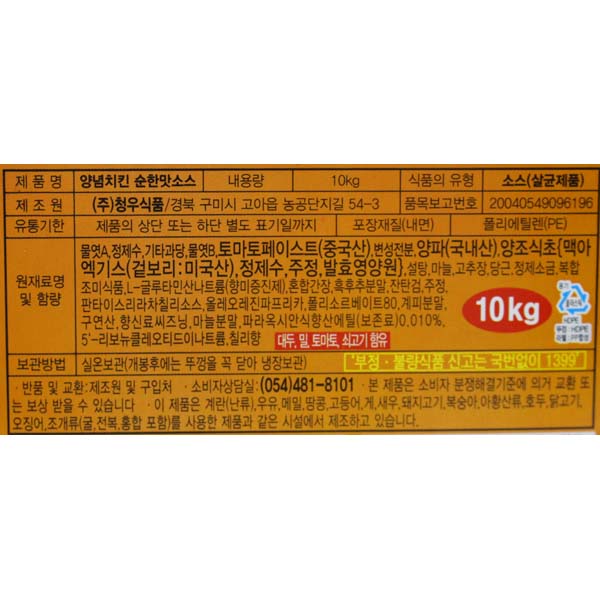 제 품 명 양념치킨 순한맛소스 내용량 10kg 식품의 유형 소스(살균제품)
제 조 원 (주)청우식품/경북 구미시 고아읍 농공단지길 54-3 품목보고번호 20040549096196
유통기한 제품의 상단 또는 하단 별도 표기일까지 포장재질(내면) 폴리에틸렌(PE)
원재료명 및 함량
물엿A,정제수,기타과당,물엿B,토마토페이스트(중국산),변성전분,양파(국내산),양조식초{맥아
엑기스(겉보리:미국산),정제수,주정,발효영양원},설탕,마늘,고추장,당근,정제소금,복합
조미식품,L-글루타민산나트륨(향미증진제),혼합간장,흑후추분말,잔탄검,주정,
판타이스리라차칠리소스,올레오레진파프리카,폴리소르베이트80,계피분말,
구연산,향신료씨즈닝,마늘분말,파라옥시안식향산에틸(보존료)0.010%,
5'-리보뉴클레오티드이나트륨,칠리향 대두,밀,토마토,쇠고기 함유
10kg
용기
HDPE
뚜껑:HDPE
라벨:PP합성
보관방법 실온보관(개봉후에는 뚜껑을 꼭 닫아 냉장보관) "부정·불량식품 신고는 국번없이 1399"
· 반품 및 교환:제조원 및 구입처 · 소비자상담실:(054)481-8101 · 본 제품은 소비자 분쟁해결기준에 의거 교환 또
는 보상 받을 수 있습니다 · 이 제품은 계란(난류),우유,메밀,땅콩,고등어,게,새우,돼지고기,복숭아,아황산류,호두,닭고기,
오징어,조개류(굴,전복,홍합 포함)를 사용한 제품과 같은 시설에서 제조하고 있습니다.